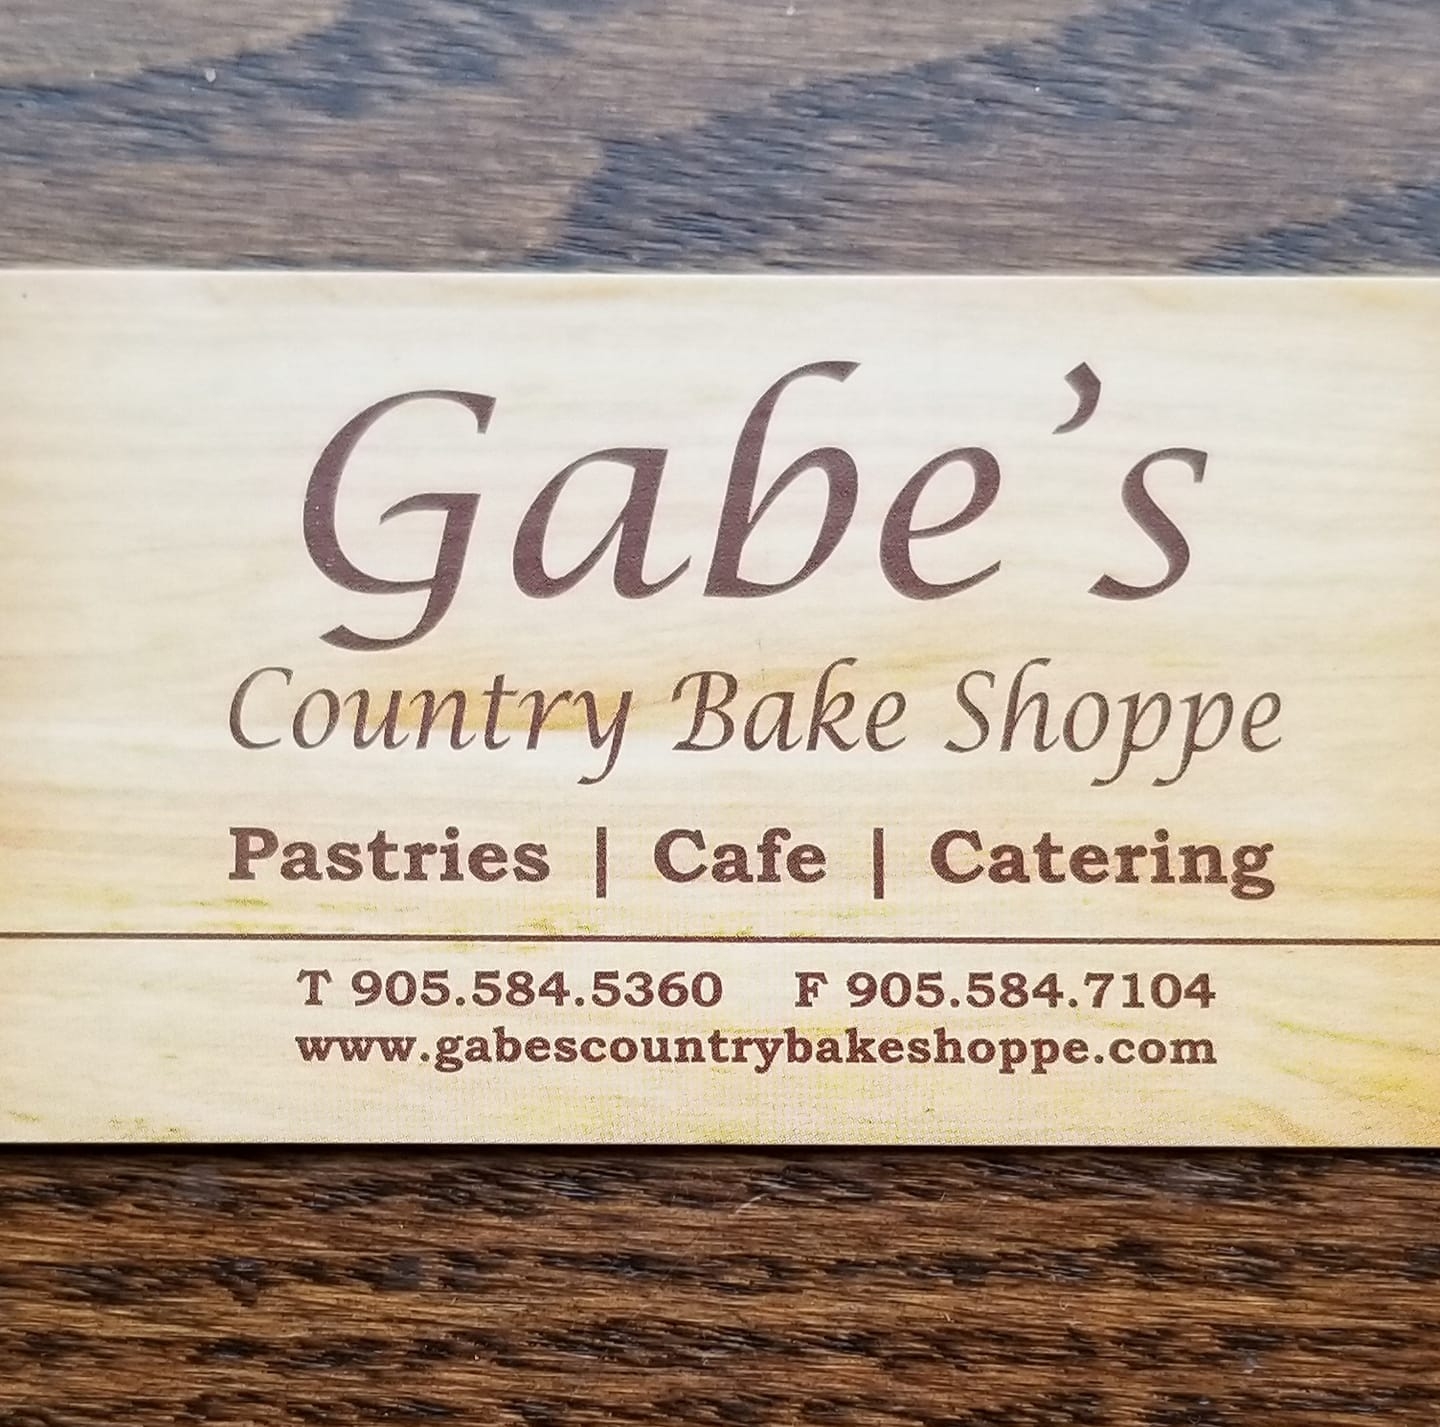 Gabe's
Country Bake Shoppe
Pastries | Cafe | Catering
T 905.584.5360 F 905.584.7104
www.gabescountrybakeshoppe.com